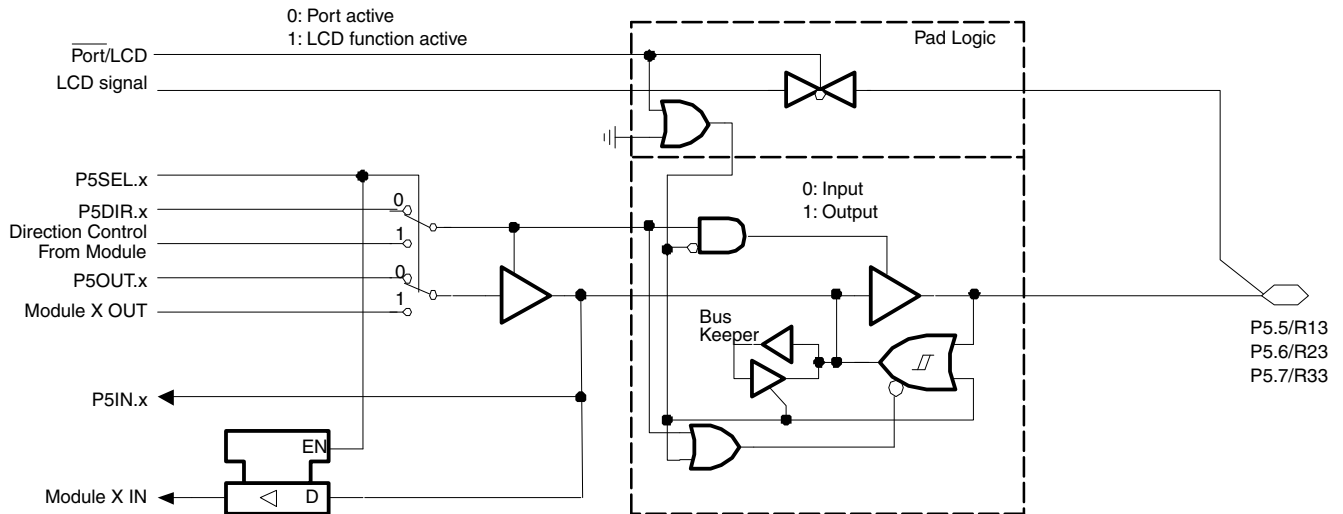 0: Port active
1: LCD function active
Pad Logic
Port/LCD
LCD signal
P5SEL.x
0
P5DIR.x
Direction Control
From Module
1
0: Input
1: Output
P5OUT.x
0
Module X OUT
1
Bus
Keeper
P5.5/R13
P5.6/R23
P5.7/R33
P5IN.x
EN
Module X IN
D